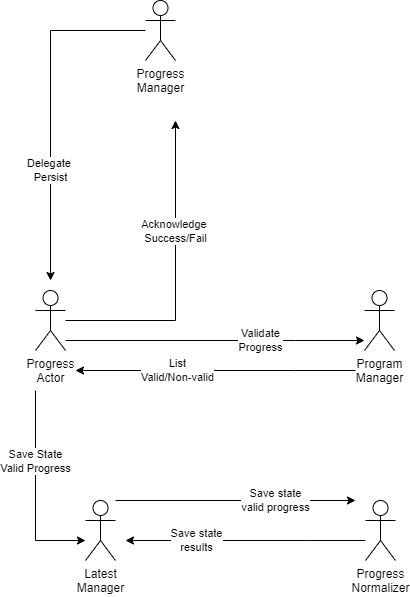 Progress
Manager
Delegate
Persist
Acknowledge
Success/Fail
Validate
Progress
Progress
Actor
List
Valid/Non-valid
Program
Manager
Save State
Valid Progress
Save state
valid progress
Save state
results
Latest
Manager
Progress
Normalizer